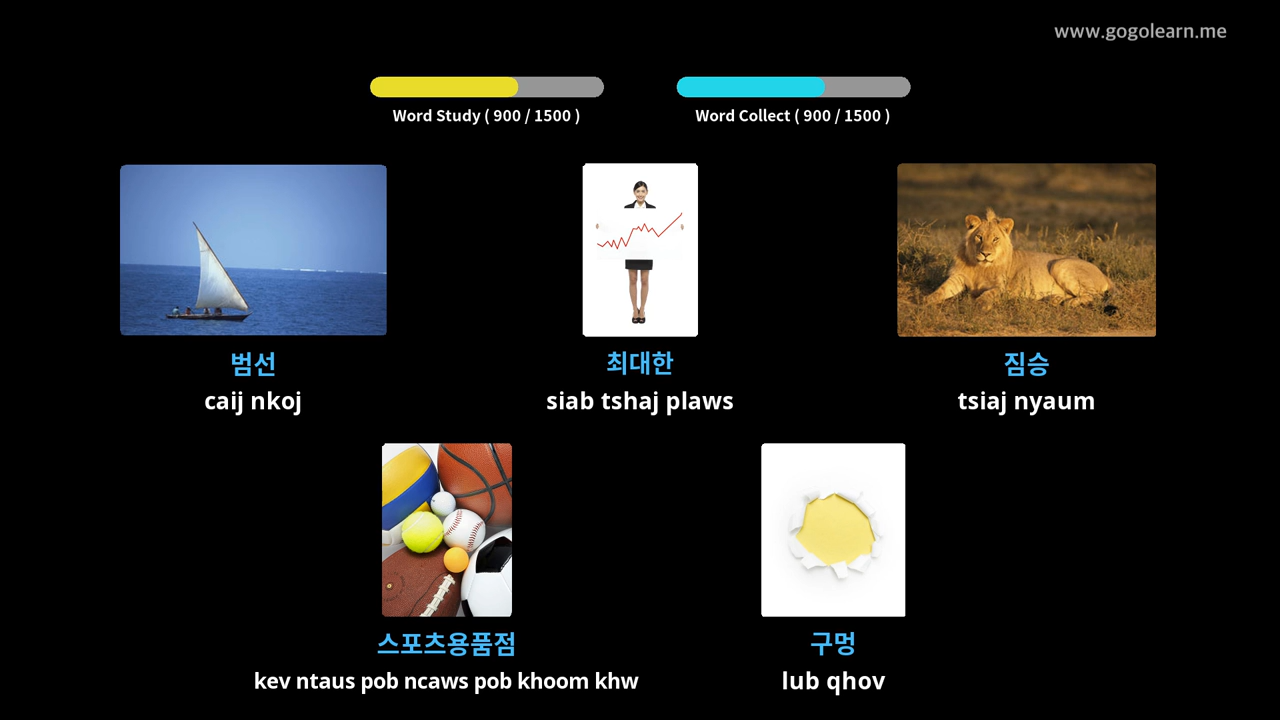 www.gogolearn.me
Word Study ( 900 / 1500 )
Word Collect ( 900 / 1500 )
범선
caij nkoj
최대한
siab tshaj plaws
짐승
tsiaj nyaum
스포츠용품점
kev ntaus pob ncaws pob khoom khw
구멍
lub qhov